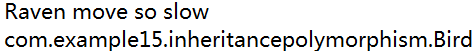 Raven move so slow
com.example15.inheritancepolymorphism.Bird